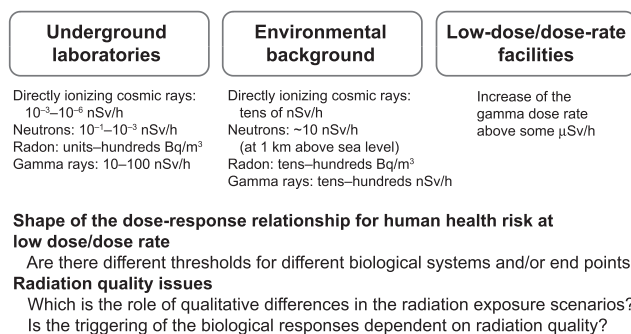 Underground
laboratories
Directly ionizing cosmic rays:
10⁻³–10⁻⁶ nSv/h
Neutrons: 10⁻¹–10⁻³ nSv/h
Radon: units–hundreds Bq/m³
Gamma rays: 10–100 nSv/h
Environmental
background
Directly ionizing cosmic rays:
tens of nSv/h
Neutrons: ~10 nSv/h
(at 1 km above sea level)
Radon: tens–hundreds Bq/m³
Gamma rays: tens–hundreds nSv/h
Low-dose/dose-rate
facilities
Increase of the
gamma dose rate
above some μSv/h
Shape of the dose-response relationship for human health risk at
low dose/dose rate
Are there different thresholds for different biological systems and/or end points
Radiation quality issues
Which is the role of qualitative differences in the radiation exposure scenarios?
Is the triggering of the biological responses dependent on radiation quality?